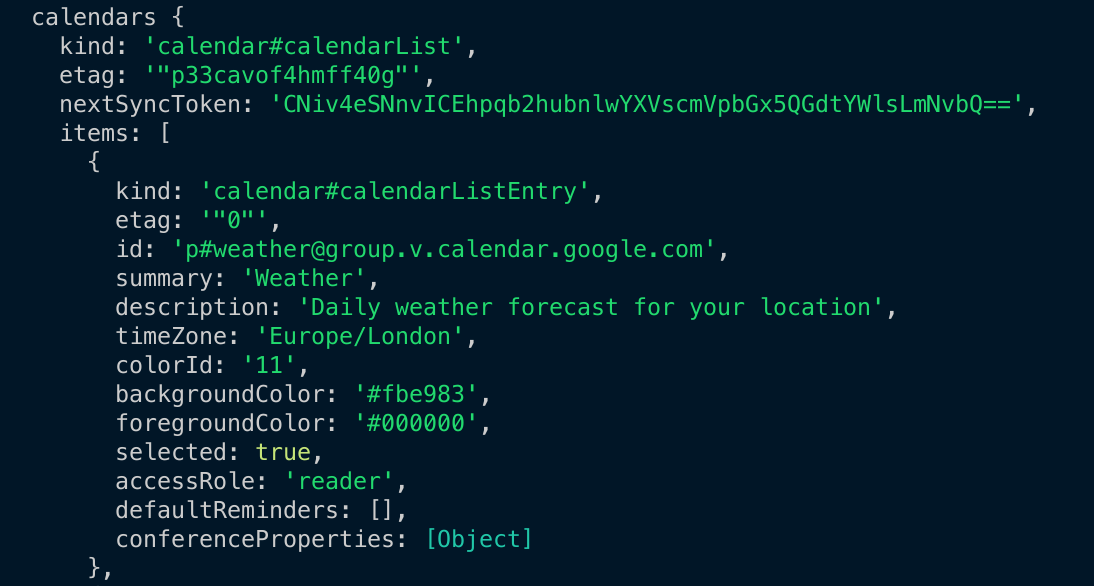 calendars {
kind: 'calendar#calendarList',
etag: '"p33cavof4hmff40g"',
nextSyncToken: 'CNiv4eSNnvICEhpqb2hubnlwYXVscmVpbGx5QGdtYWlsLmNvbQ==',
items: [
{
kind: 'calendar#calendarListEntry',
etag: '"0"',
id: 'p#weather@group.v.calendar.google.com',
summary: 'Weather',
description: 'Daily weather forecast for your location',
timeZone: 'Europe/London',
colorId: '11',
backgroundColor: '#fbe983',
foregroundColor: '#000000',
selected: true,
accessRole: 'reader',
defaultReminders: [],
conferenceProperties: [Object]
},